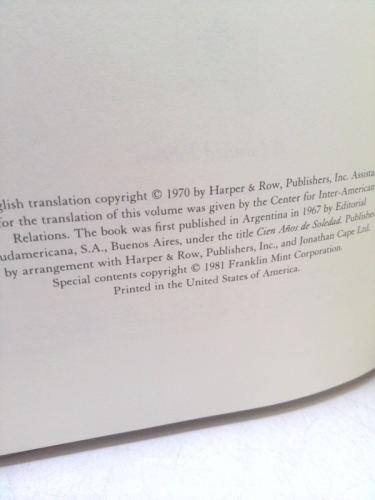 glish translation copyright © 1970 by Harper & Row, Publishers, Inc. Assista
for the translation of this volume was given by the Center for Inter-American
Relations. The book was first published in Argentina in 1967 by Editorial
udamericana, S.A., Buenos Aires, under the title Cien Años de Soledad. Published
by arrangement with Harper & Row, Publishers, Inc., and Jonathan Cape Ltd.
Special contents copyright © 1981 Franklin Mint Corporation.
Printed in the United States of America.